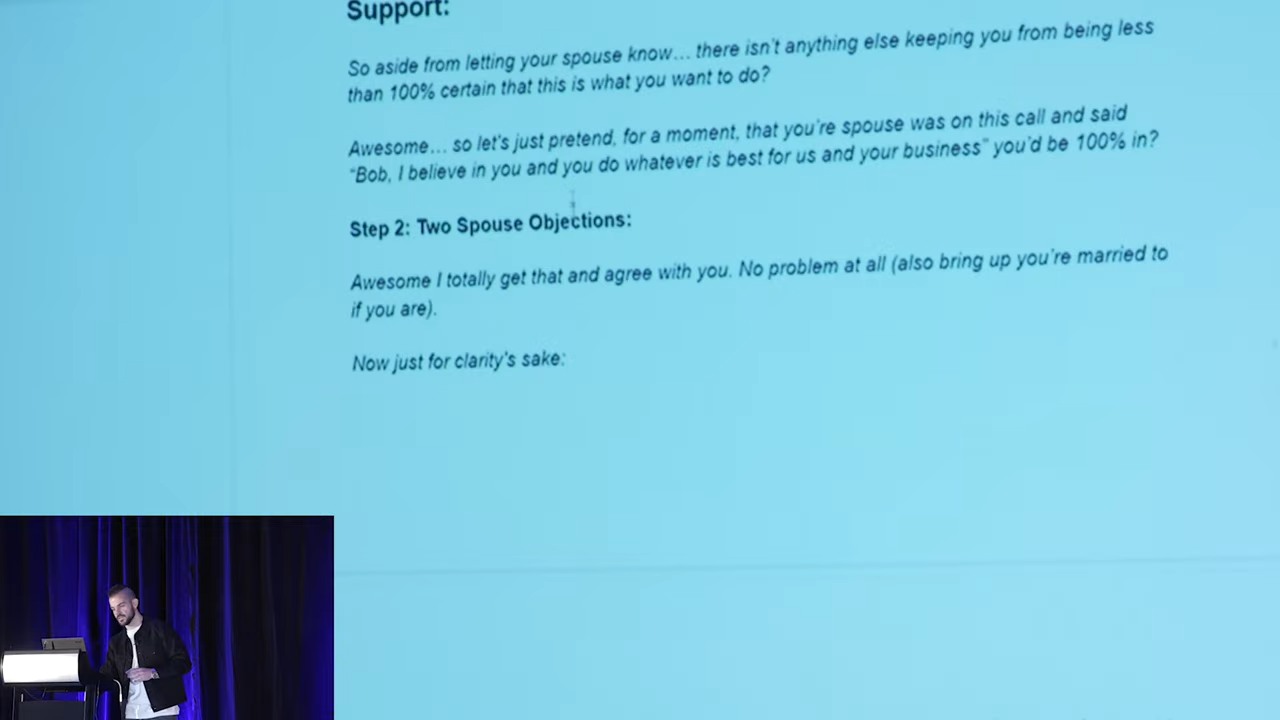 Support:
So aside from letting your spouse know... there isn't anything else keeping you from being less
than 100% certain that this is what you want to do?
Awesome... so let's just pretend, for a moment, that you're spouse was on this call and said
"Bob, I believe in you and you do whatever is best for us and your business" you'd be 100% in?
Step 2: Two Spouse Objections:
Awesome I totally get that and agree with you. No problem at all (also bring up you're married to
if you are).
Now just for clarity's sake: